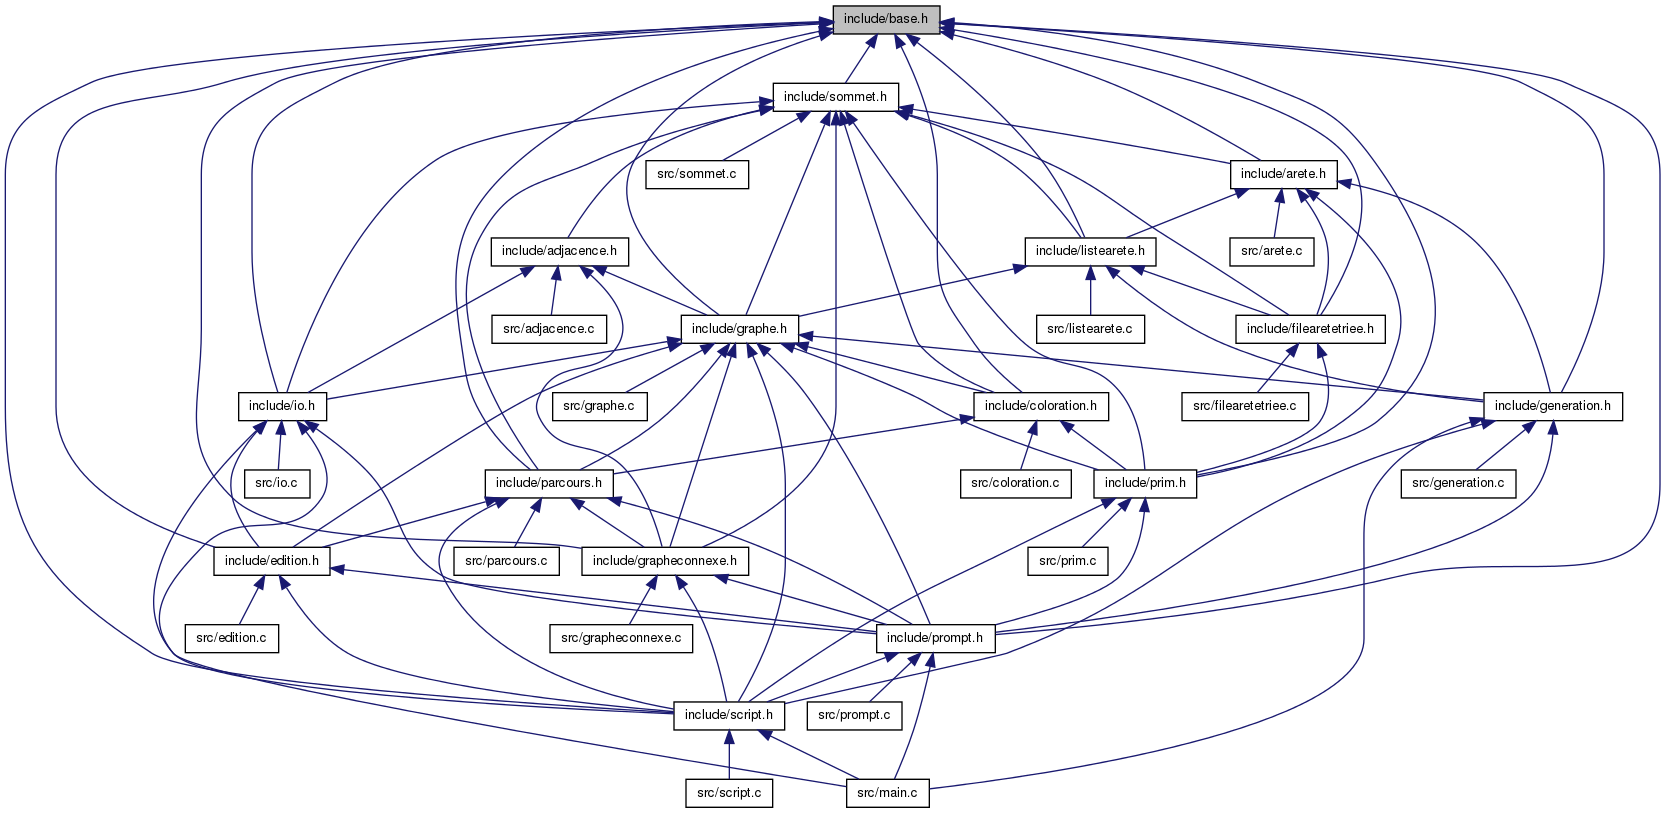 include/base.h
include/sommet.h
src/sommet.c
include/arete.h
include/adjacence.h
include/listearete.h
src/arete.c
src/adjacence.c
include/graphe.h
src/listearete.c
include/filearetetriee.h
include/io.h
src/graphe.c
include/coloration.h
src/filearetetriee.c
include/generation.h
src/io.c
include/parcours.h
src/coloration.c
include/prim.h
src/generation.c
include/edition.h
src/parcours.c
include/grapheconnexe.h
src/prim.c
src/edition.c
src/grapheconnexe.c
include/prompt.h
include/script.h
src/prompt.c
src/script.c
src/main.c